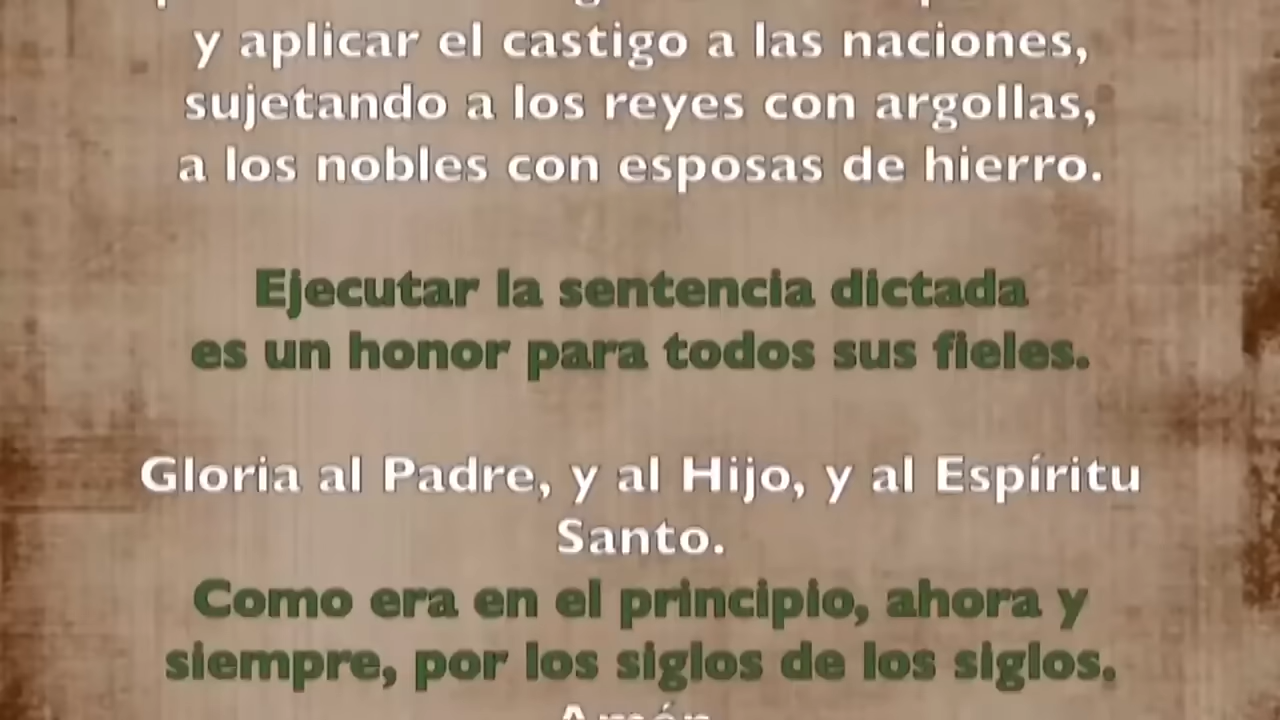 y aplicar el castigo a las naciones,
sujetando a los reyes con argollas,
a los nobles con esposas de hierro.
Ejecutar la sentencia dictada
es un honor para todos sus fieles.
Gloria al Padre, y al Hijo, y al Espíritu
Santo.
Como era en el principio, ahora y
siempre, por los siglos de los siglos.
Amén